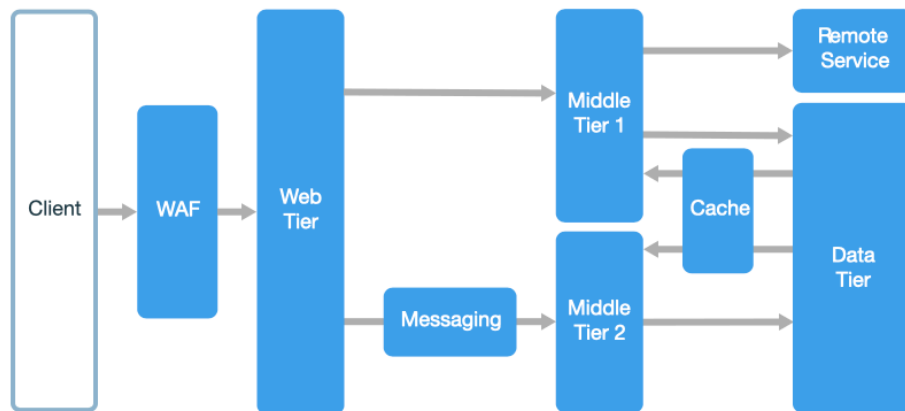 Client
WAF
Web
Tier
Messaging
Middle
Tier 1
Middle
Tier 2
Cache
Remote
Service
Data
Tier